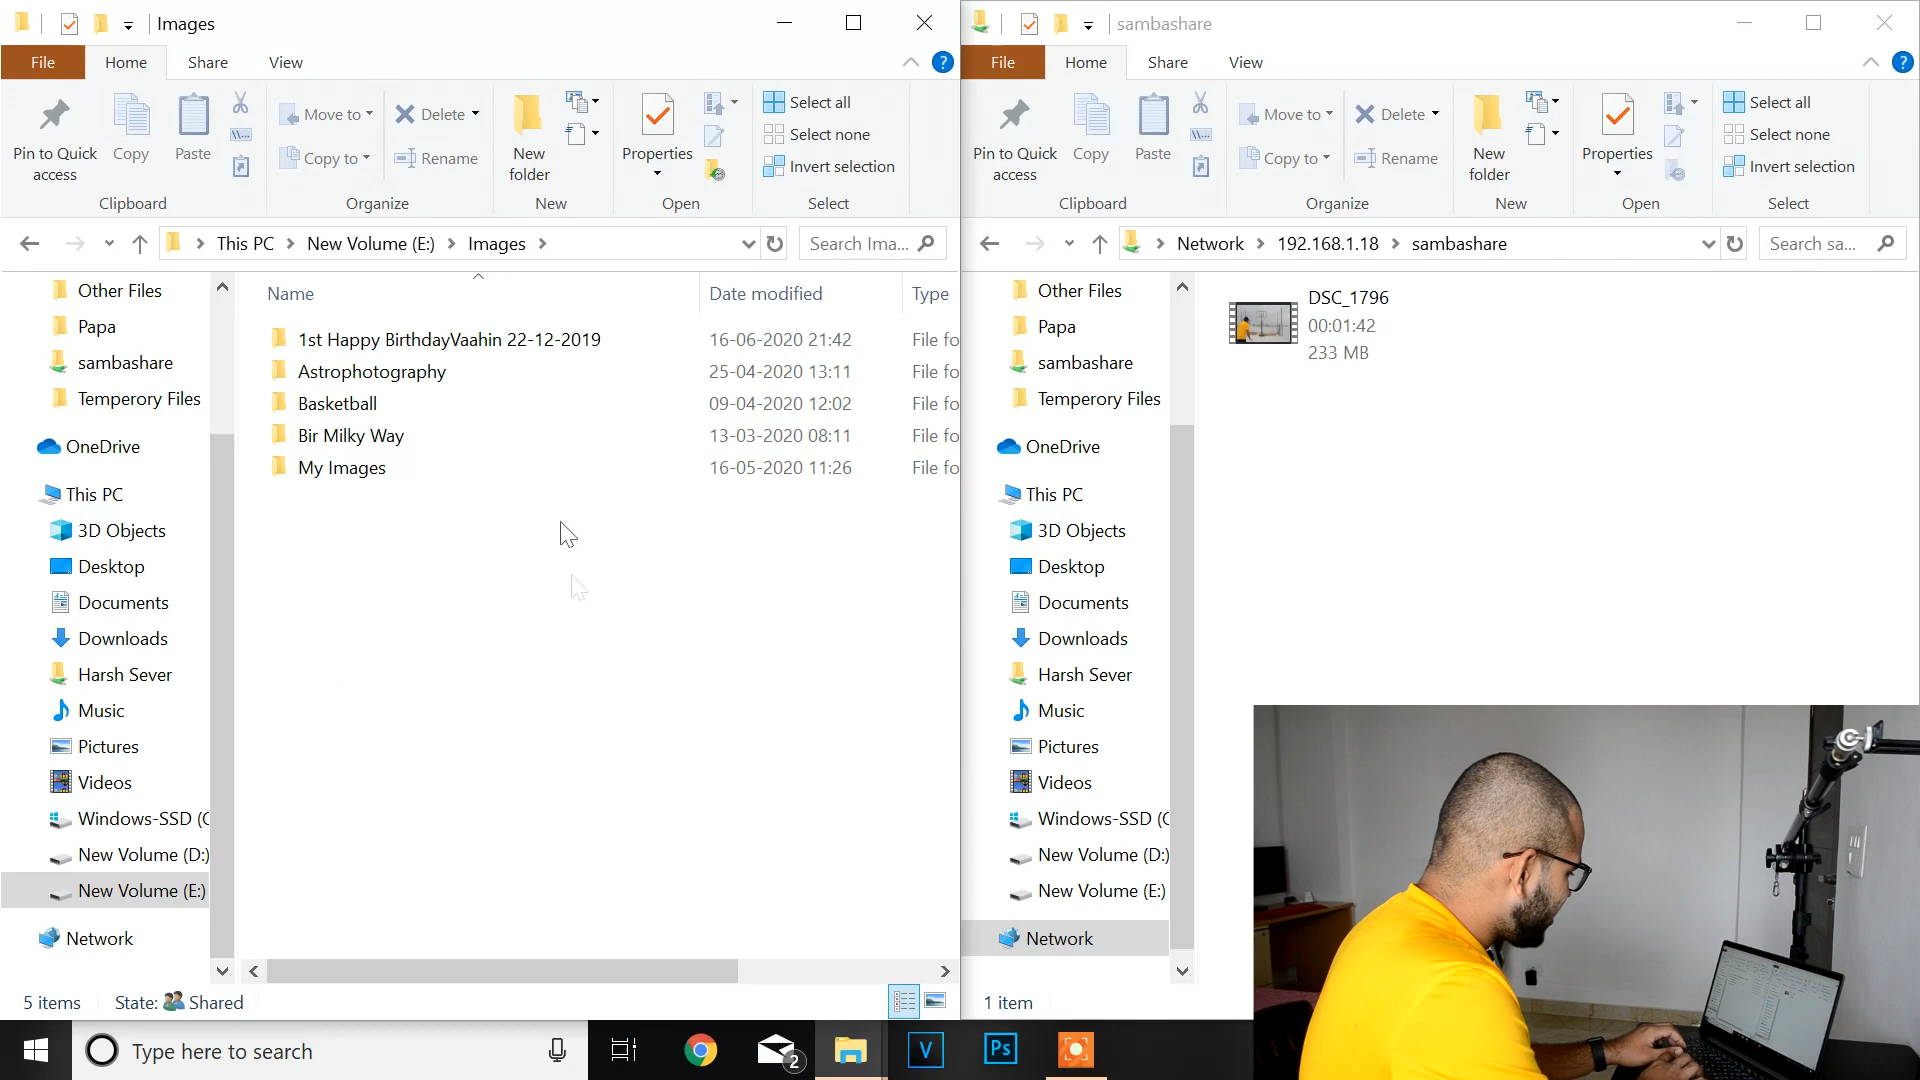 Images
File Home Share View
Pin to Quick access
Copy
Paste
Clipboard
Move to
Copy to
Delete
Rename
Organize
New folder
New
Properties
Open
Select all
Select none
Invert selection
Select
This PC New Volume (E:) Images
Search Ima...
Other Files
Papa
sambashare
Temperory Files
OneDrive
This PC
3D Objects
Desktop
Documents
Downloads
Harsh Sever
Music
Pictures
Videos
Windows-SSD (C
New Volume (D:)
New Volume (E:)
Network
Name Date modified Type
1st Happy BirthdayVaahin 22-12-2019 16-06-2020 21:42 File fo
Astrophotography 25-04-2020 13:11 File fo
Basketball 09-04-2020 12:02 File fo
Bir Milky Way 13-03-2020 08:11 File fo
My Images 16-05-2020 11:26 File fo
5 items State: Shared
sambashare
File Home Share View
Pin to Quick access
Copy
Paste
Clipboard
Move to
Copy to
Delete
Rename
Organize
New folder
New
Properties
Open
Select all
Select none
Invert selection
Select
Network 192.168.1.18 sambashare
Search sa...
Other Files
Papa
sambashare
Temperory Files
OneDrive
This PC
3D Objects
Desktop
Documents
Downloads
Harsh Sever
Music
Pictures
Videos
Windows-SSD (C
New Volume (D:)
New Volume (E:)
Network
DSC_1796
00:01:42
233 MB
1 item
Type here to search
2
V
Ps